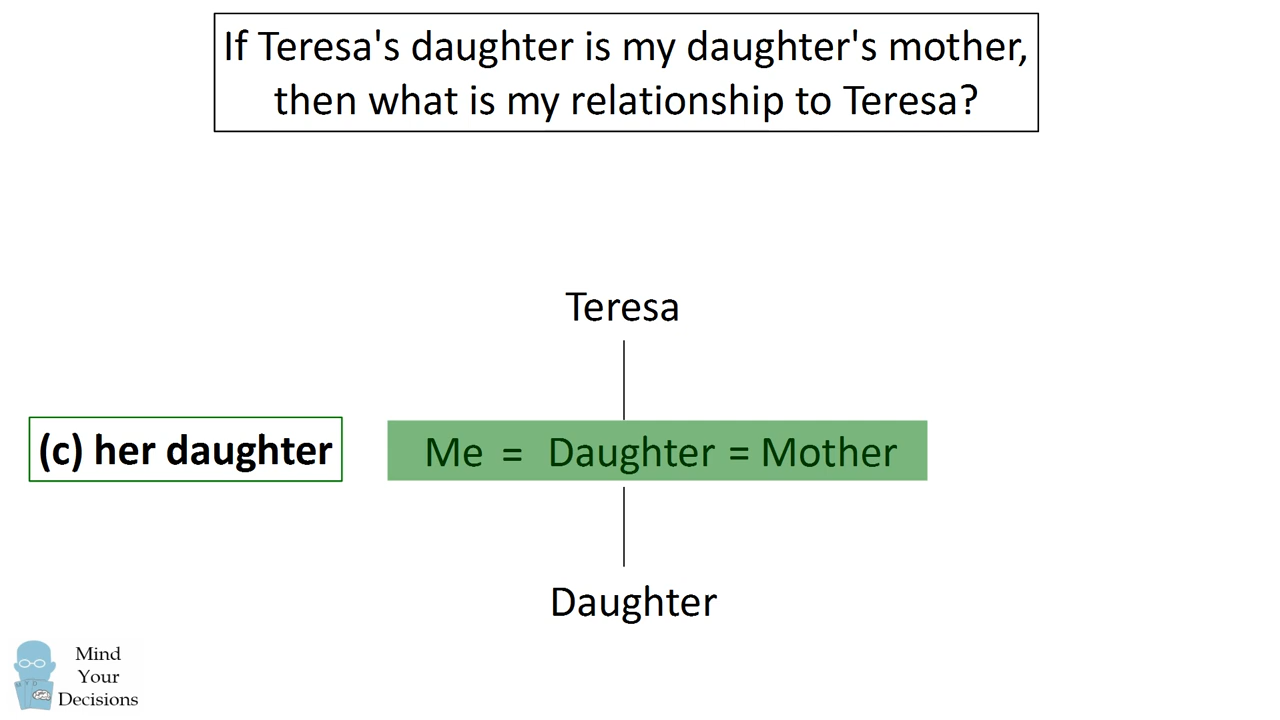 If Teresa's daughter is my daughter's mother,
then what is my relationship to Teresa?
Teresa
(c) her daughter
Me = Daughter = Mother
Daughter
Mind
Your
Decisions